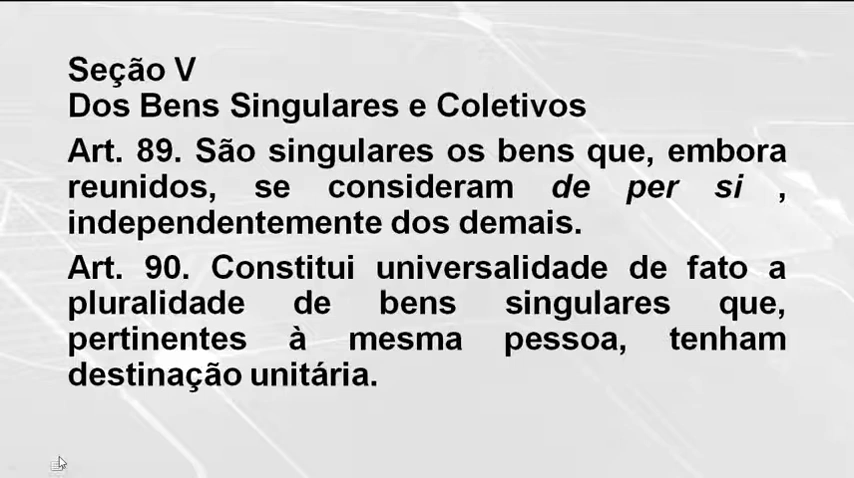 Seção V
Dos Bens Singulares e Coletivos
Art. 89. São singulares os bens que, embora
reunidos, se consideram de per si ,
independentemente dos demais.
Art. 90. Constitui universalidade de fato a
pluralidade de bens singulares que,
pertinentes à mesma pessoa, tenham
destinação unitária.